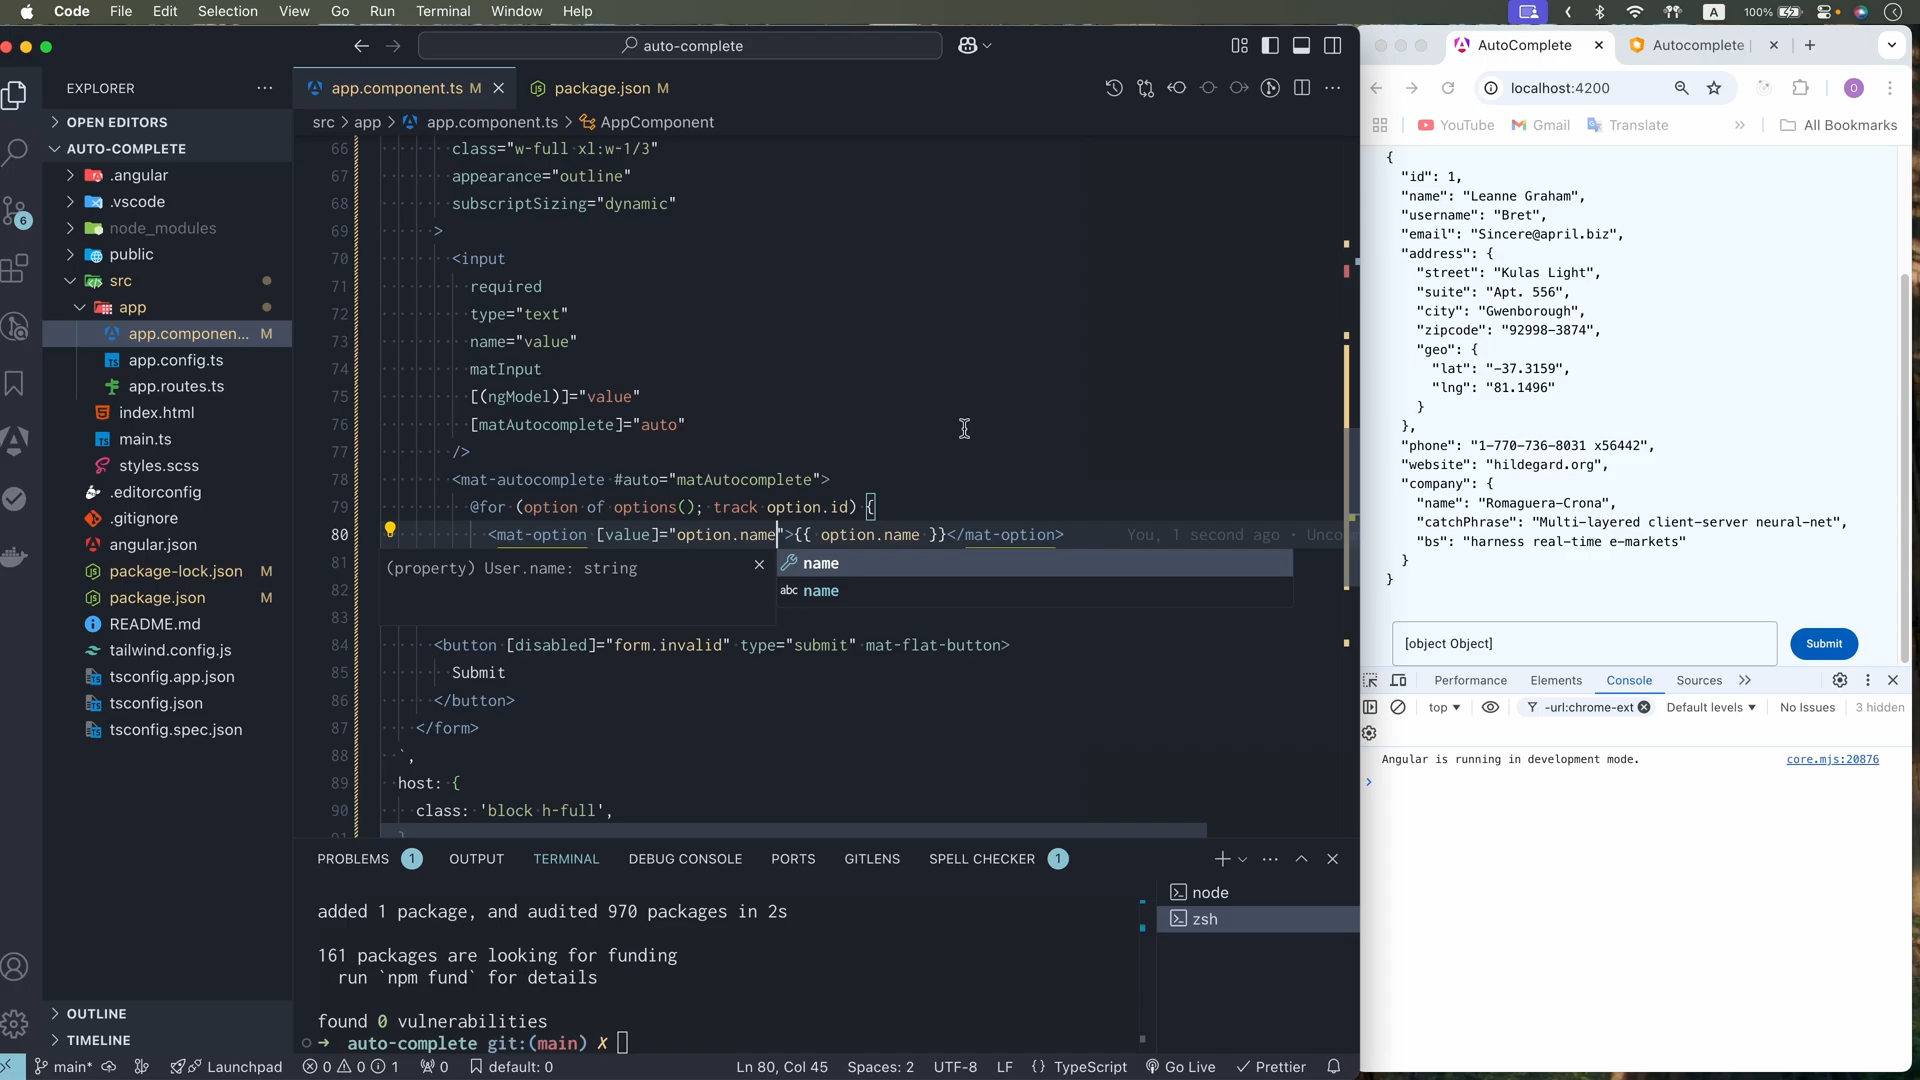 Code File Edit Selection View Go Run Terminal Window Help
A 100%
auto-complete
EXPLORER
OPEN EDITORS
AUTO-COMPLETE
.angular
.vscode
node_modules
public
src
app
app.componen... M
app.config.ts
app.routes.ts
index.html
main.ts
styles.scss
.editorconfig
.gitignore
angular.json
package-lock.json M
package.json M
README.md
tailwind.config.js
tsconfig.app.json
tsconfig.json
tsconfig.spec.json
OUTLINE
TIMELINE
6
app.component.ts M
package.json M
src > app > app.component.ts > AppComponent
66 class="w-full xl:w-1/3"
67 appearance="outline"
68 subscriptSizing="dynamic"
69 >
70 <input
71 required
72 type="text"
73 name="value"
74 matInput
75 [(ngModel)]="value"
76 [matAutocomplete]="auto"
77 />
78 <mat-autocomplete #auto="matAutocomplete">
79 @for (option of options(); track option.id) {
80 <mat-option [value]="option.name">{{ option.name }}</mat-option> You, 1 second ago • Unco
81 (property) User.name: string
name
82 abc name
83
84 <button [disabled]="form.invalid" type="submit" mat-flat-button>
85 Submit
86 </button>
87 </form>
88 `,
89 host: {
90 class: 'block h-full',
91 }
PROBLEMS 1 OUTPUT TERMINAL DEBUG CONSOLE PORTS GITLENS SPELL CHECKER 1
added 1 package, and audited 970 packages in 2s
161 packages are looking for funding
run `npm fund` for details
found 0 vulnerabilities
→ auto-complete git:(main) ✗
node
zsh
main* Launchpad 0 0 1 0 default: 0 Ln 80, Col 45 Spaces: 2 UTF-8 LF {} TypeScript Go Live Prettier
AutoComplete
Autocomplete |
localhost:4200
O
YouTube Gmail Translate » All Bookmarks
{
"id": 1,
"name": "Leanne Graham",
"username": "Bret",
"email": "Sincere@april.biz",
"address": {
"street": "Kulas Light",
"suite": "Apt. 556",
"city": "Gwenborough",
"zipcode": "92998-3874",
"geo": {
"lat": "-37.3159",
"lng": "81.1496"
}
},
"phone": "1-770-736-8031 x56442",
"website": "hildegard.org",
"company": {
"name": "Romaguera-Crona",
"catchPhrase": "Multi-layered client-server neural-net",
"bs": "harness real-time e-markets"
}
}
[object Object]
Submit
Performance Elements Console Sources »
top -url:chrome-ext Default levels No Issues 3 hidden
Angular is running in development mode. core.mjs:20876